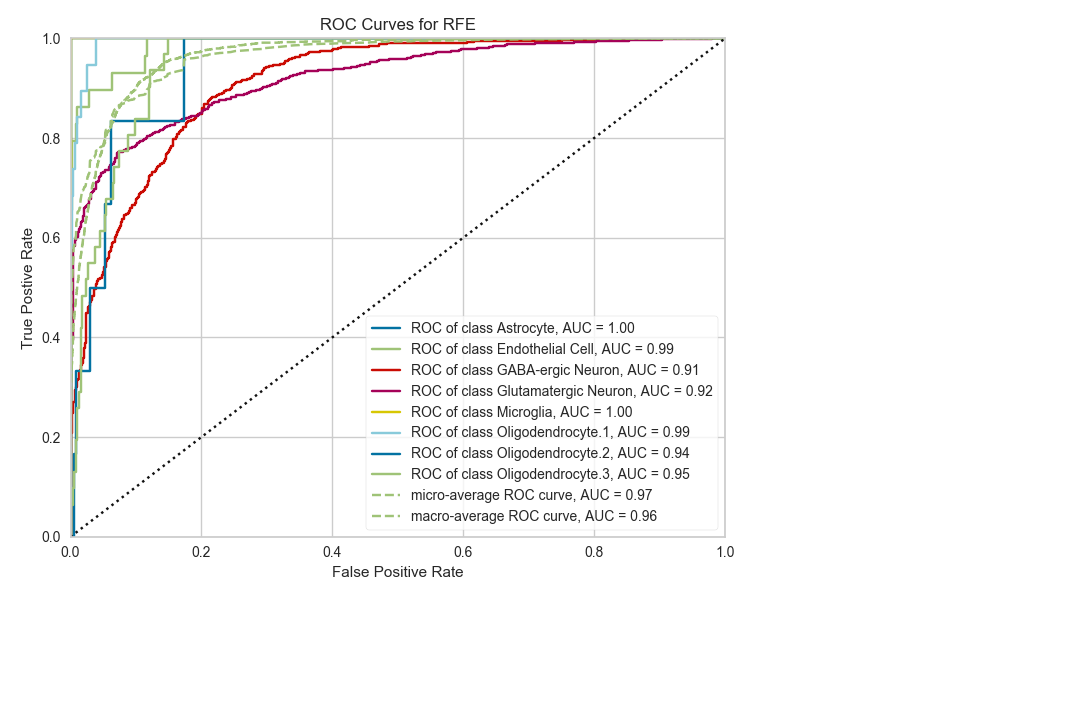 ROC Curves for RFE
True Postive Rate
1.0
0.8
0.6
0.4
0.2
0.0
ROC of class Astrocyte, AUC = 1.00
ROC of class Endothelial Cell, AUC = 0.99
ROC of class GABA-ergic Neuron, AUC = 0.91
ROC of class Glutamatergic Neuron, AUC = 0.92
ROC of class Microglia, AUC = 1.00
ROC of class Oligodendrocyte.1, AUC = 0.99
ROC of class Oligodendrocyte.2, AUC = 0.94
ROC of class Oligodendrocyte.3, AUC = 0.95
micro-average ROC curve, AUC = 0.97
macro-average ROC curve, AUC = 0.96
0.0 0.2 0.4 0.6 0.8 1.0
False Positive Rate